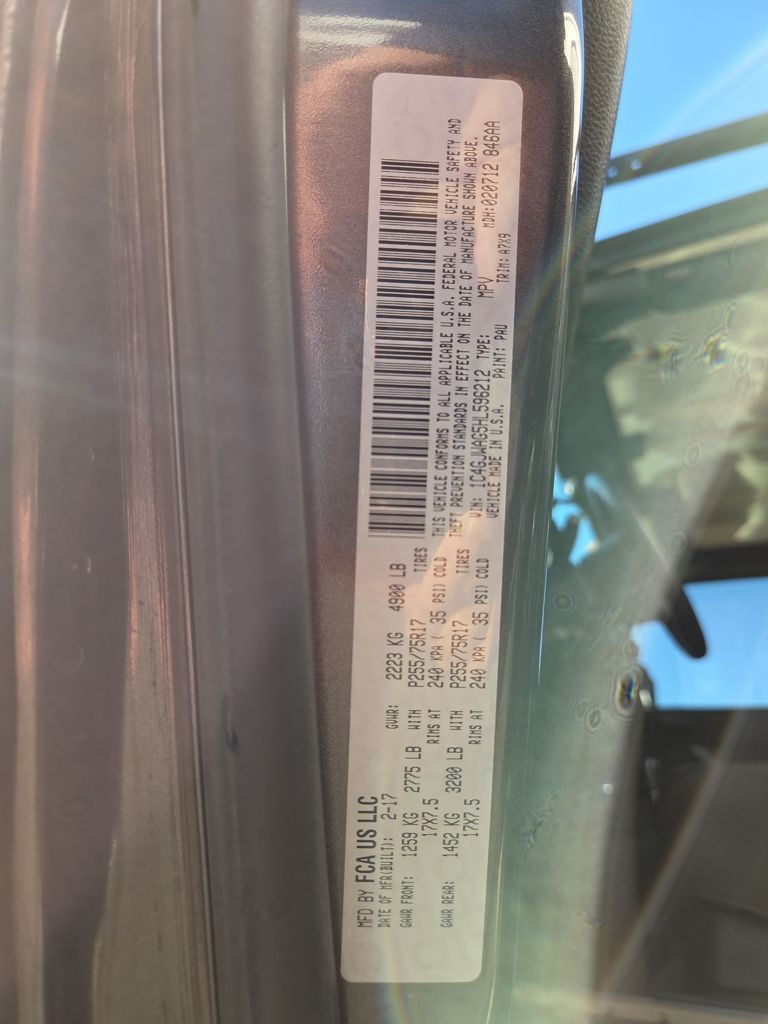 MFD BY FCA US LLC
DATE OF MFR(BUILT): 2-17 GVWR: 2223 KG 4900 LB
GAWR FRONT: 1259 KG 2775 LB WITH P255/75R17 TIRES
17X7.5 RIMS AT 240 KPA ( 35 PSI) COLD
GAWR REAR: 1452 KG 3200 LB WITH P255/75R17 TIRES
17X7.5 RIMS AT 240 KPA ( 35 PSI) COLD
THIS VEHICLE CONFORMS TO ALL APPLICABLE U.S.A. FEDERAL MOTOR VEHICLE SAFETY AND
THEFT PREVENTION STANDARDS IN EFFECT ON THE DATE OF MANUFACTURE SHOWN ABOVE.
VIN: 1C4GJWAG5HL596212 TYPE: MPV MDH:020712 846AA
VEHICLE MADE IN U.S.A. PAINT: PAU TRIM: A7X9